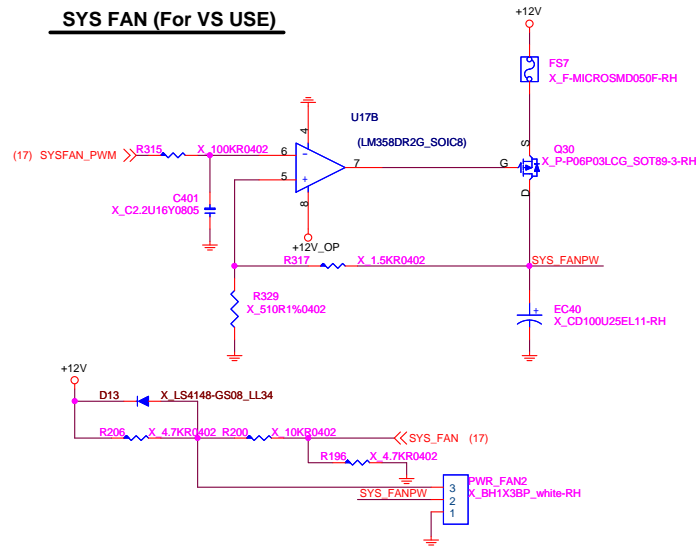 SYS FAN (For VS USE)
+12V
FS7
X_F-MICROSMD050F-RH
U17B
(LM358DR2G_SOIC8)
4
(17) SYSFAN_PWM
R315
X_100KR0402
6
5
7
8
G
S
D
Q30
X_P-P06P03LCG_SOT89-3-RH
C401
X_C2.2U16Y0805
+12V_OP
R317
X_1.5KR0402
SYS_FANPW
R329
X_510R1%0402
EC40
X_CD100U25EL11-RH
+12V
D13
X_LS4148-GS08_LL34
R206
X_4.7KR0402
R200
X_10KR0402
SYS_FAN (17)
R196
X_4.7KR0402
PWR_FAN2
X_BH1X3BP_white-RH
SYS_FANPW
3
2
1